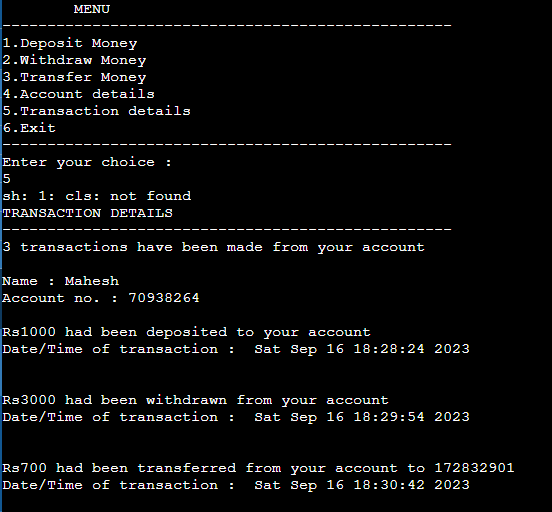 MENU
--------------------------------------------------
1.Deposit Money
2.Withdraw Money
3.Transfer Money
4.Account details
5.Transaction details
6.Exit
--------------------------------------------------
Enter your choice :
5
sh: 1: cls: not found
TRANSACTION DETAILS
--------------------------------------------------
3 transactions have been made from your account
Name : Mahesh
Account no. : 70938264
Rs1000 had been deposited to your account
Date/Time of transaction :  Sat Sep 16 18:28:24 2023
Rs3000 had been withdrawn from your account
Date/Time of transaction :  Sat Sep 16 18:29:54 2023
Rs700 had been transferred from your account to 172832901
Date/Time of transaction :  Sat Sep 16 18:30:42 2023